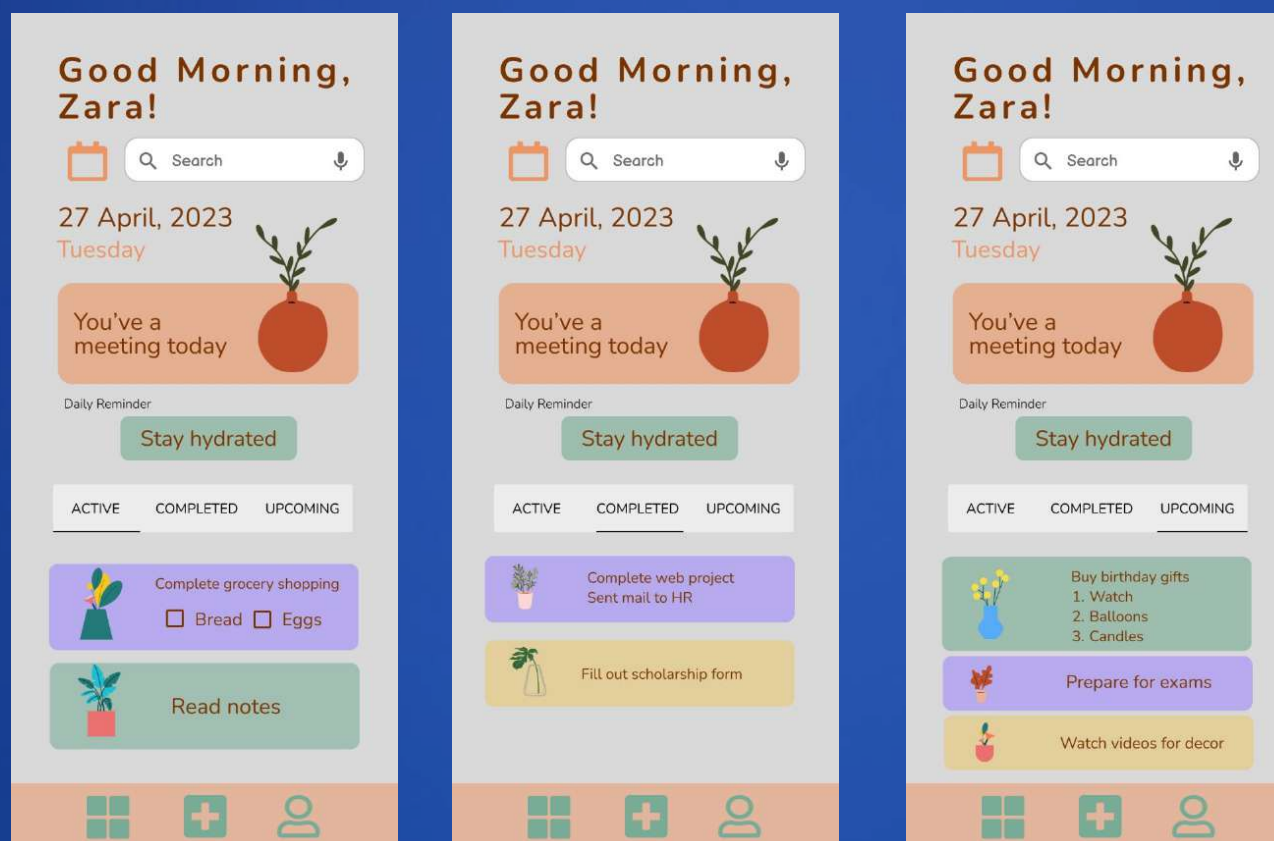 Good Morning,
Zara!
Search
27 April, 2023
Tuesday
You've a
meeting today
Daily Reminder
Stay hydrated
ACTIVE COMPLETED UPCOMING
Complete grocery shopping
Bread Eggs
Read notes
Good Morning,
Zara!
Search
27 April, 2023
Tuesday
You've a
meeting today
Daily Reminder
Stay hydrated
ACTIVE COMPLETED UPCOMING
Complete web project
Sent mail to HR
Fill out scholarship form
Good Morning,
Zara!
Search
27 April, 2023
Tuesday
You've a
meeting today
Daily Reminder
Stay hydrated
ACTIVE COMPLETED UPCOMING
Buy birthday gifts
1. Watch
2. Balloons
3. Candles
Prepare for exams
Watch videos for decor